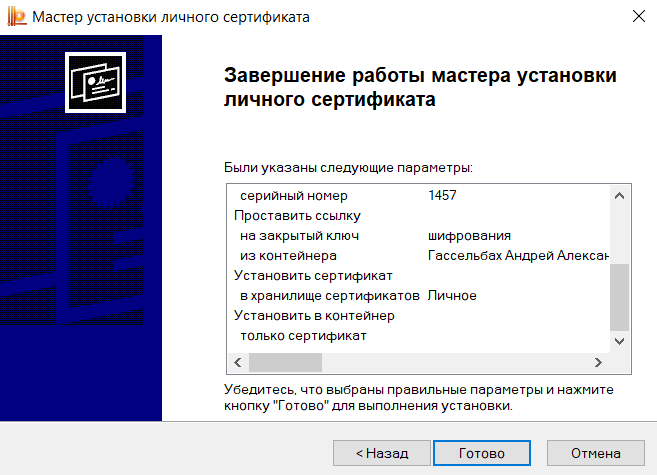 Мастер установки личного сертификата
Завершение работы мастера установки
личного сертификата
Были указаны следующие параметры:
серийный номер 1457
Проставить ссылку
на закрытый ключ шифрования
из контейнера Гассельбах Андрей Алексан
Установить сертификат
в хранилище сертификатов Личное
Установить в контейнер
только сертификат
Убедитесь, что выбраны правильные параметры и нажмите
кнопку "Готово" для выполнения установки.
< Назад Готово Отмена